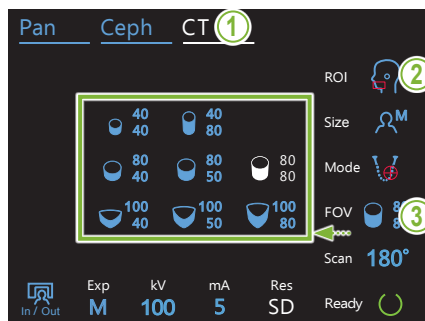 Pan Ceph CT 1
ROI 2
40 40
40 80
Size M
80 80 80
40 50 80
Mode
100 100 100
40 50 80
FOV 8 3
8
Scan 180°
Exp kV mA Res
In / Out M 100 5 SD
Ready